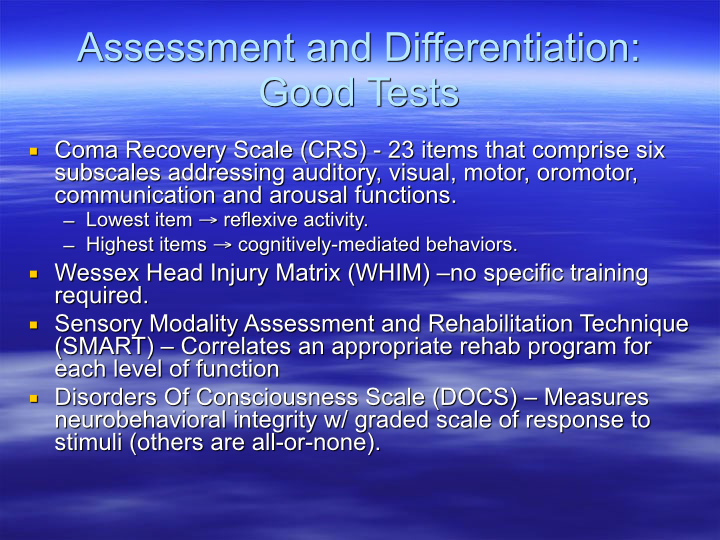 Assessment and Differentiation:
Good Tests
▪ Coma Recovery Scale (CRS) - 23 items that comprise six
subscales addressing auditory, visual, motor, oromotor,
communication and arousal functions.
– Lowest item → reflexive activity.
– Highest items → cognitively-mediated behaviors.
▪ Wessex Head Injury Matrix (WHIM) –no specific training
required.
▪ Sensory Modality Assessment and Rehabilitation Technique
(SMART) – Correlates an appropriate rehab program for
each level of function
▪ Disorders Of Consciousness Scale (DOCS) – Measures
neurobehavioral integrity w/ graded scale of response to
stimuli (others are all-or-none).